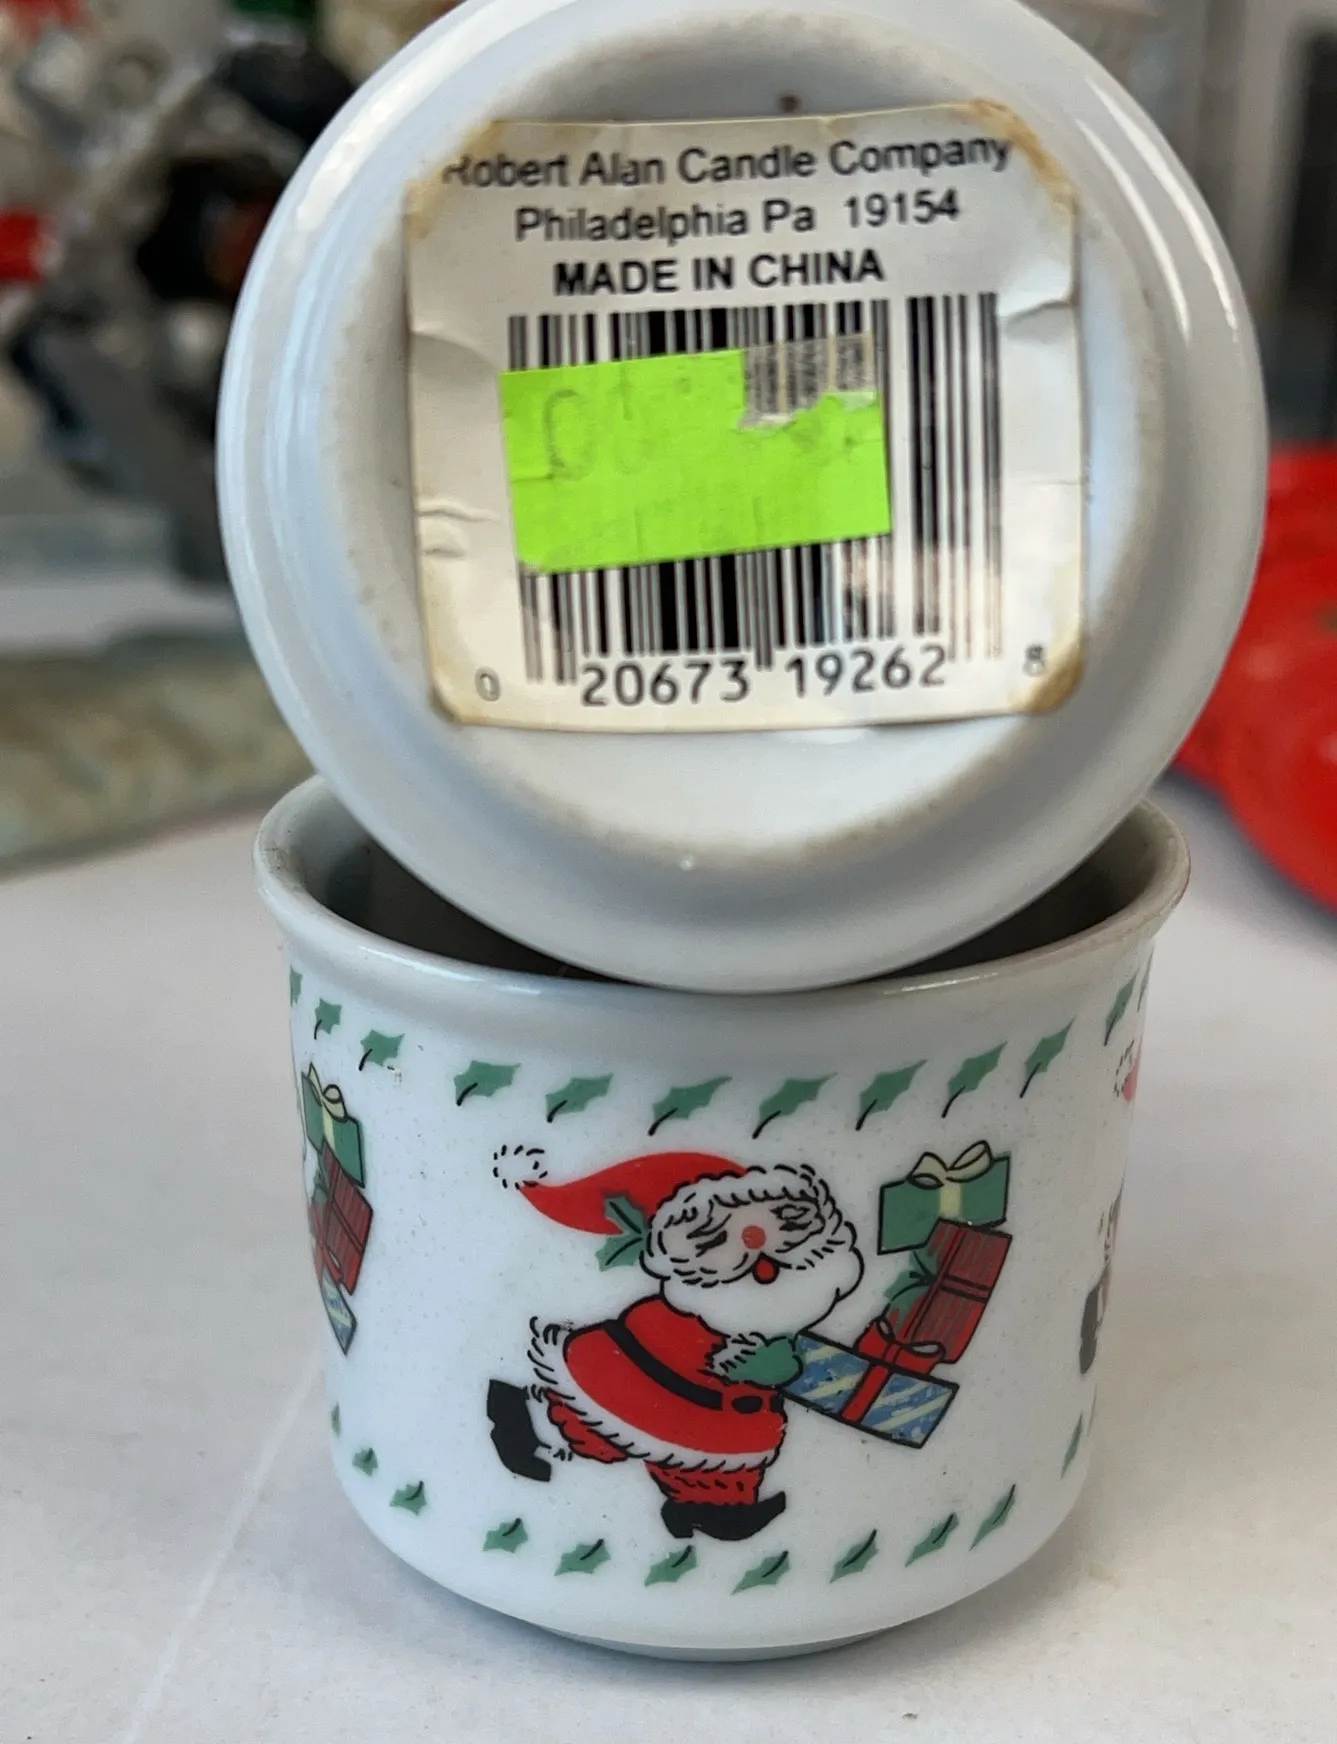 Robert Alan Candle Company
Philadelphia Pa 19154
MADE IN CHINA
0 20673 19262 8